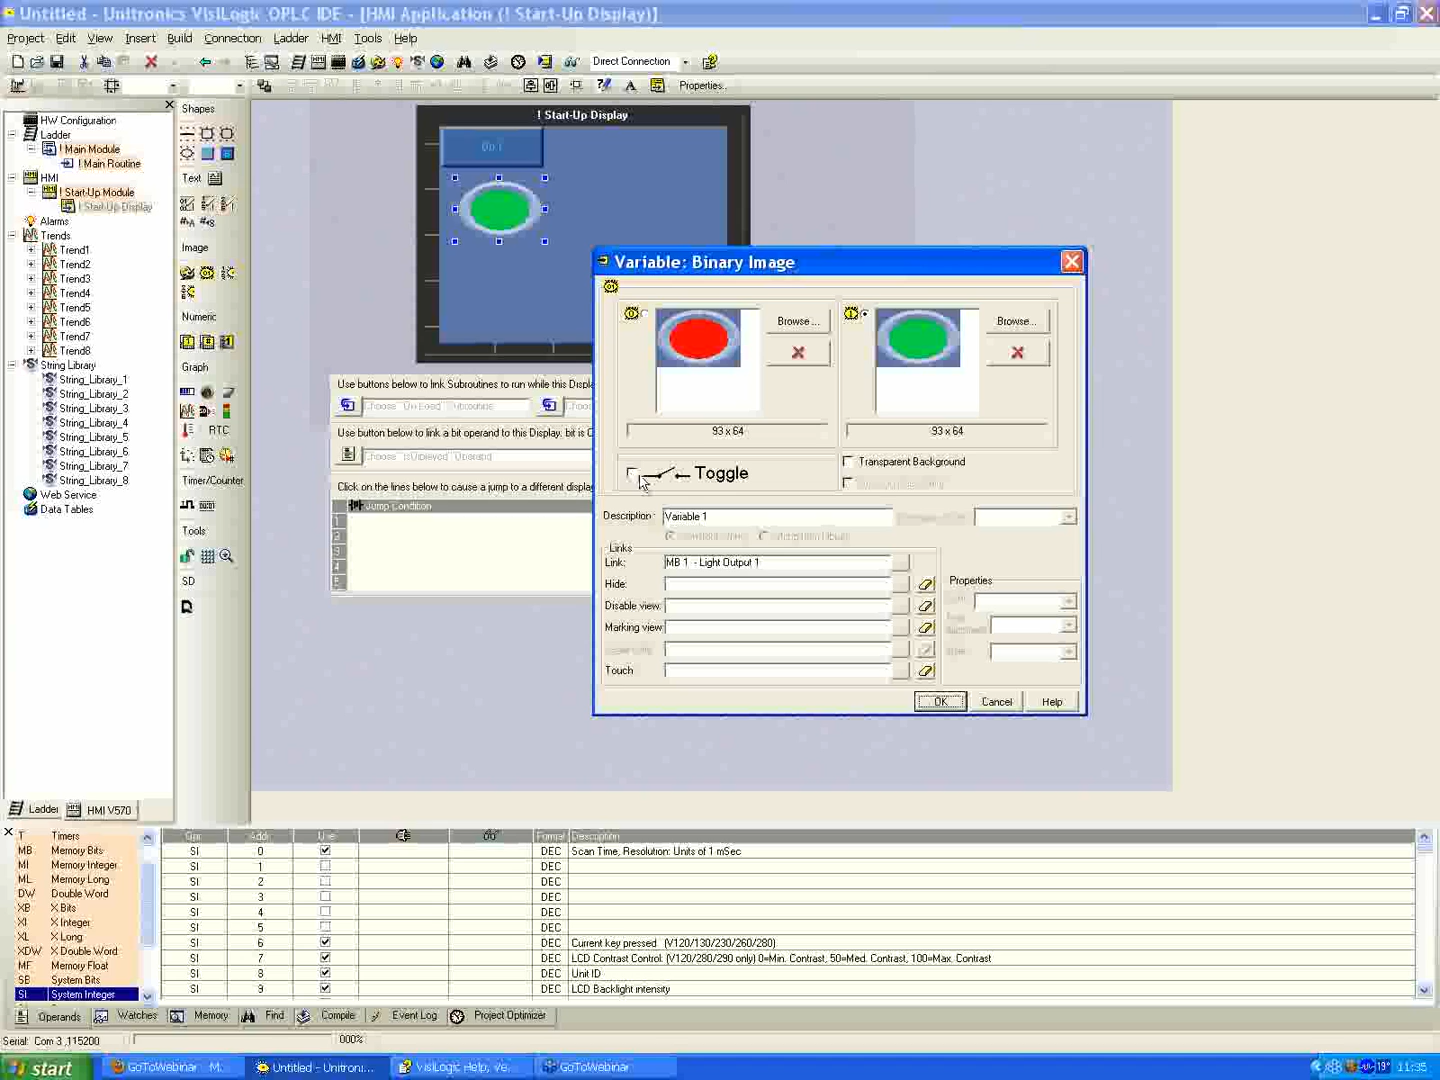 Untitled - Unitronics VisiLogic OPLC IDE - [HMI Application (! Start-Up Display)]
Project Edit View Insert Build Connection Ladder HMI Tools Help
Direct Connection
Properties..
HW Configuration
Ladder
! Main Module
! Main Routine
HMI
! Start-Up Module
! Start-Up Display
Alarms
Trends
Trend1
Trend2
Trend3
Trend4
Trend5
Trend6
Trend7
Trend8
String Library
String_Library_1
String_Library_2
String_Library_3
String_Library_4
String_Library_5
String_Library_6
String_Library_7
String_Library_8
Web Service
Data Tables
Ladder HMI V570
Shapes
Text
Image
Numeric
Graph
RTC
Timer/Counter
Tools
SD
! Start-Up Display
Use buttons below to link Subroutines to run while this Displa
Use button below to link a bit operand to this Display. bit is C
Click on the lines below to cause a jump to a different displa
Jump Condition
1
2
3
4
5
Variable: Binary Image
Browse ... Browse...
93 x 64 93 x 64
Toggle
Transparent Background
Description: Variable 1
Links
Link: MB 1 - Light Output 1
Hide:
Disable view:
Marking view:
Touch
Properties
OK Cancel Help
T Timers
MB Memory Bits
MI Memory Integer
ML Memory Long
DW Double Word
XB X Bits
XI X Integer
XL X Long
XDW X Double Word
MF Memory Float
SB System Bits
SI System Integer
Opr Addr Use Format Description
SI 0 DEC Scan Time, Resolution: Units of 1 mSec
SI 1 DEC
SI 2 DEC
SI 3 DEC
SI 4 DEC
SI 5 DEC
SI 6 DEC Current key pressed (V120/130/230/260/280)
SI 7 DEC LCD Contrast Control: (V120/280/290 only) 0=Min. Contrast, 50=Med. Contrast, 100=Max. Contrast
SI 8 DEC Unit ID
SI 9 DEC LCD Backlight intensity
Operands Watches Memory Find Compile Event Log Project Optimizer
Serial: Com 3 ,115200 000%
start GoToWebinar M... Untitled - Unitroni... VisiLogic Help, Ve... GoToWebinar 19° 11:35